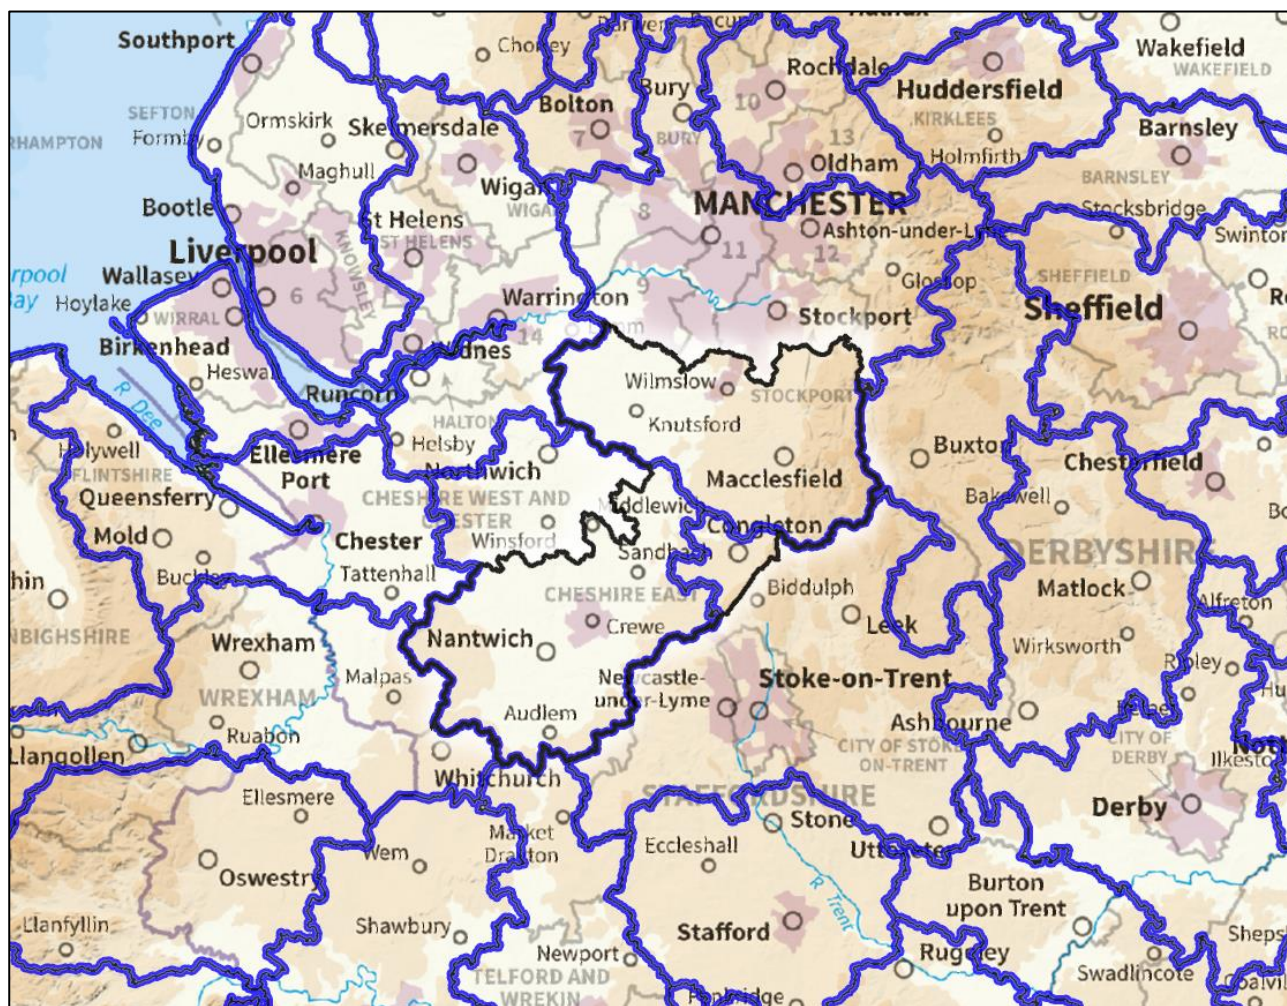 Southport
Chorley
Bury
Rochdale
Wakefield
WAKEFIELD
Huddersfield
KIRKLEES
SEFTON
Formby
Ormskirk
Skelmersdale
Bolton
7
10
13
BURY
Barnsley
BARNSLEY
Holmfirth
Oldham
Maghull
Wigan
WIGAN
Bootle
8
MANCHESTER
Stocksbridge
St Helens
ST HELENS
KNOWSLEY
11
Ashton-under-Lyne
12
Liverpool
Wallasey
Hoylake
WIRRAL
6
Warrington
9
Glossop
SHEFFIELD
Sheffield
Stockport
14
Birkenhead
Heswall
Widnes
Runcorn
Wilmslow
STOCKPORT
R Dee
HALTON
Knutsford
Holywell
FLINTSHIRE
Ellesmere
Port
Helsby
Northwich
Buxton
Chesterfield
Queensferry
CHESHIRE WEST AND
CHESTER
Macclesfield
Bakewell
Mold
Chester
Winsford
Middlewich
Congleton
DERBYSHIRE
Buckley
Tattenhall
Sandbach
Biddulph
Matlock
Alfreton
CHESHIRE EAST
Wrexham
Nantwich
Crewe
Leek
Wirksworth
Ripley
WREXHAM
Malpas
Newcastle-
under-Lyme
Stoke-on-Trent
Ruabon
Audlem
Ashbourne
Belper
Llangollen
Whitchurch
CITY OF STOKE-
ON-TRENT
CITY OF
DERBY
Ellesmere
STAFFORDSHIRE
Derby
Market
Drayton
Stone
Wem
Eccleshall
Uttoxeter
Oswestry
R Trent
Burton
upon Trent
Llanfyllin
Shawbury
Stafford
Newport
Rugeley
Swadlincote
TELFORD AND
WREKIN
Penkridge